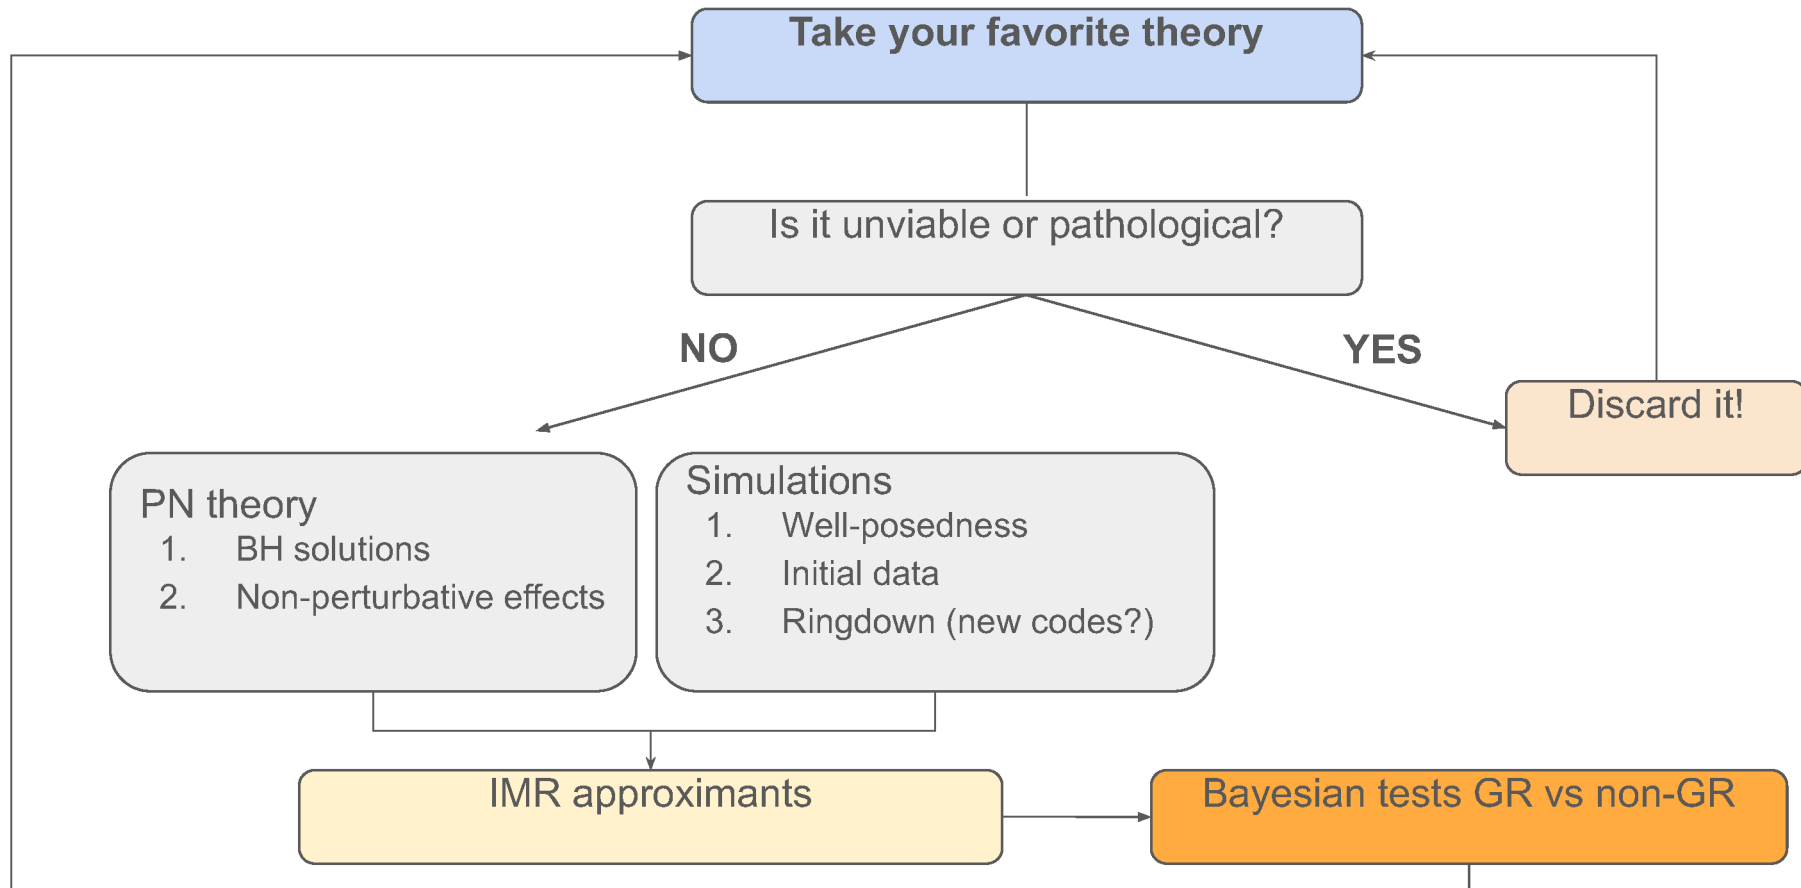 Take your favorite theory
Is it unviable or pathological?
NO
YES
Discard it!
PN theory
1. BH solutions
2. Non-perturbative effects
Simulations
1. Well-posedness
2. Initial data
3. Ringdown (new codes?)
IMR approximants
Bayesian tests GR vs non-GR